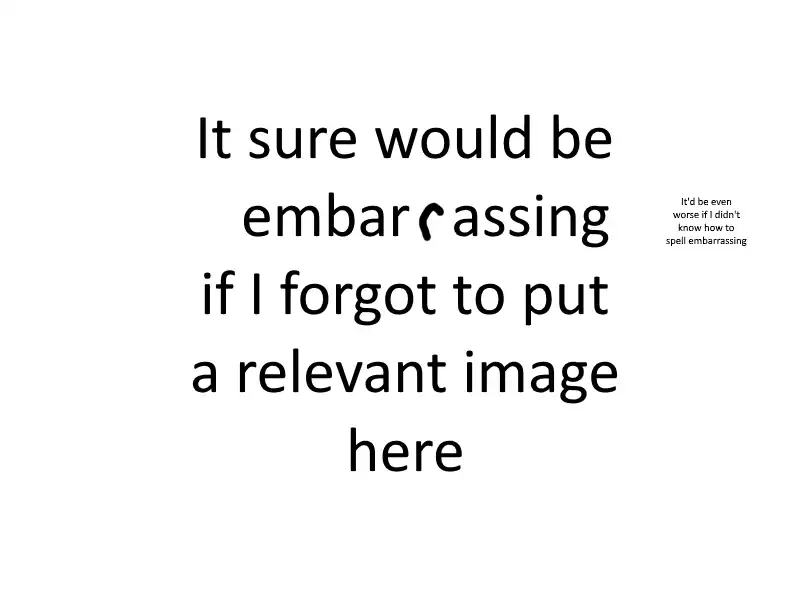 It sure would be
embarrassing
if I forgot to put
a relevant image
here
It'd be even
worse if I didn't
know how to
spell embarrassing